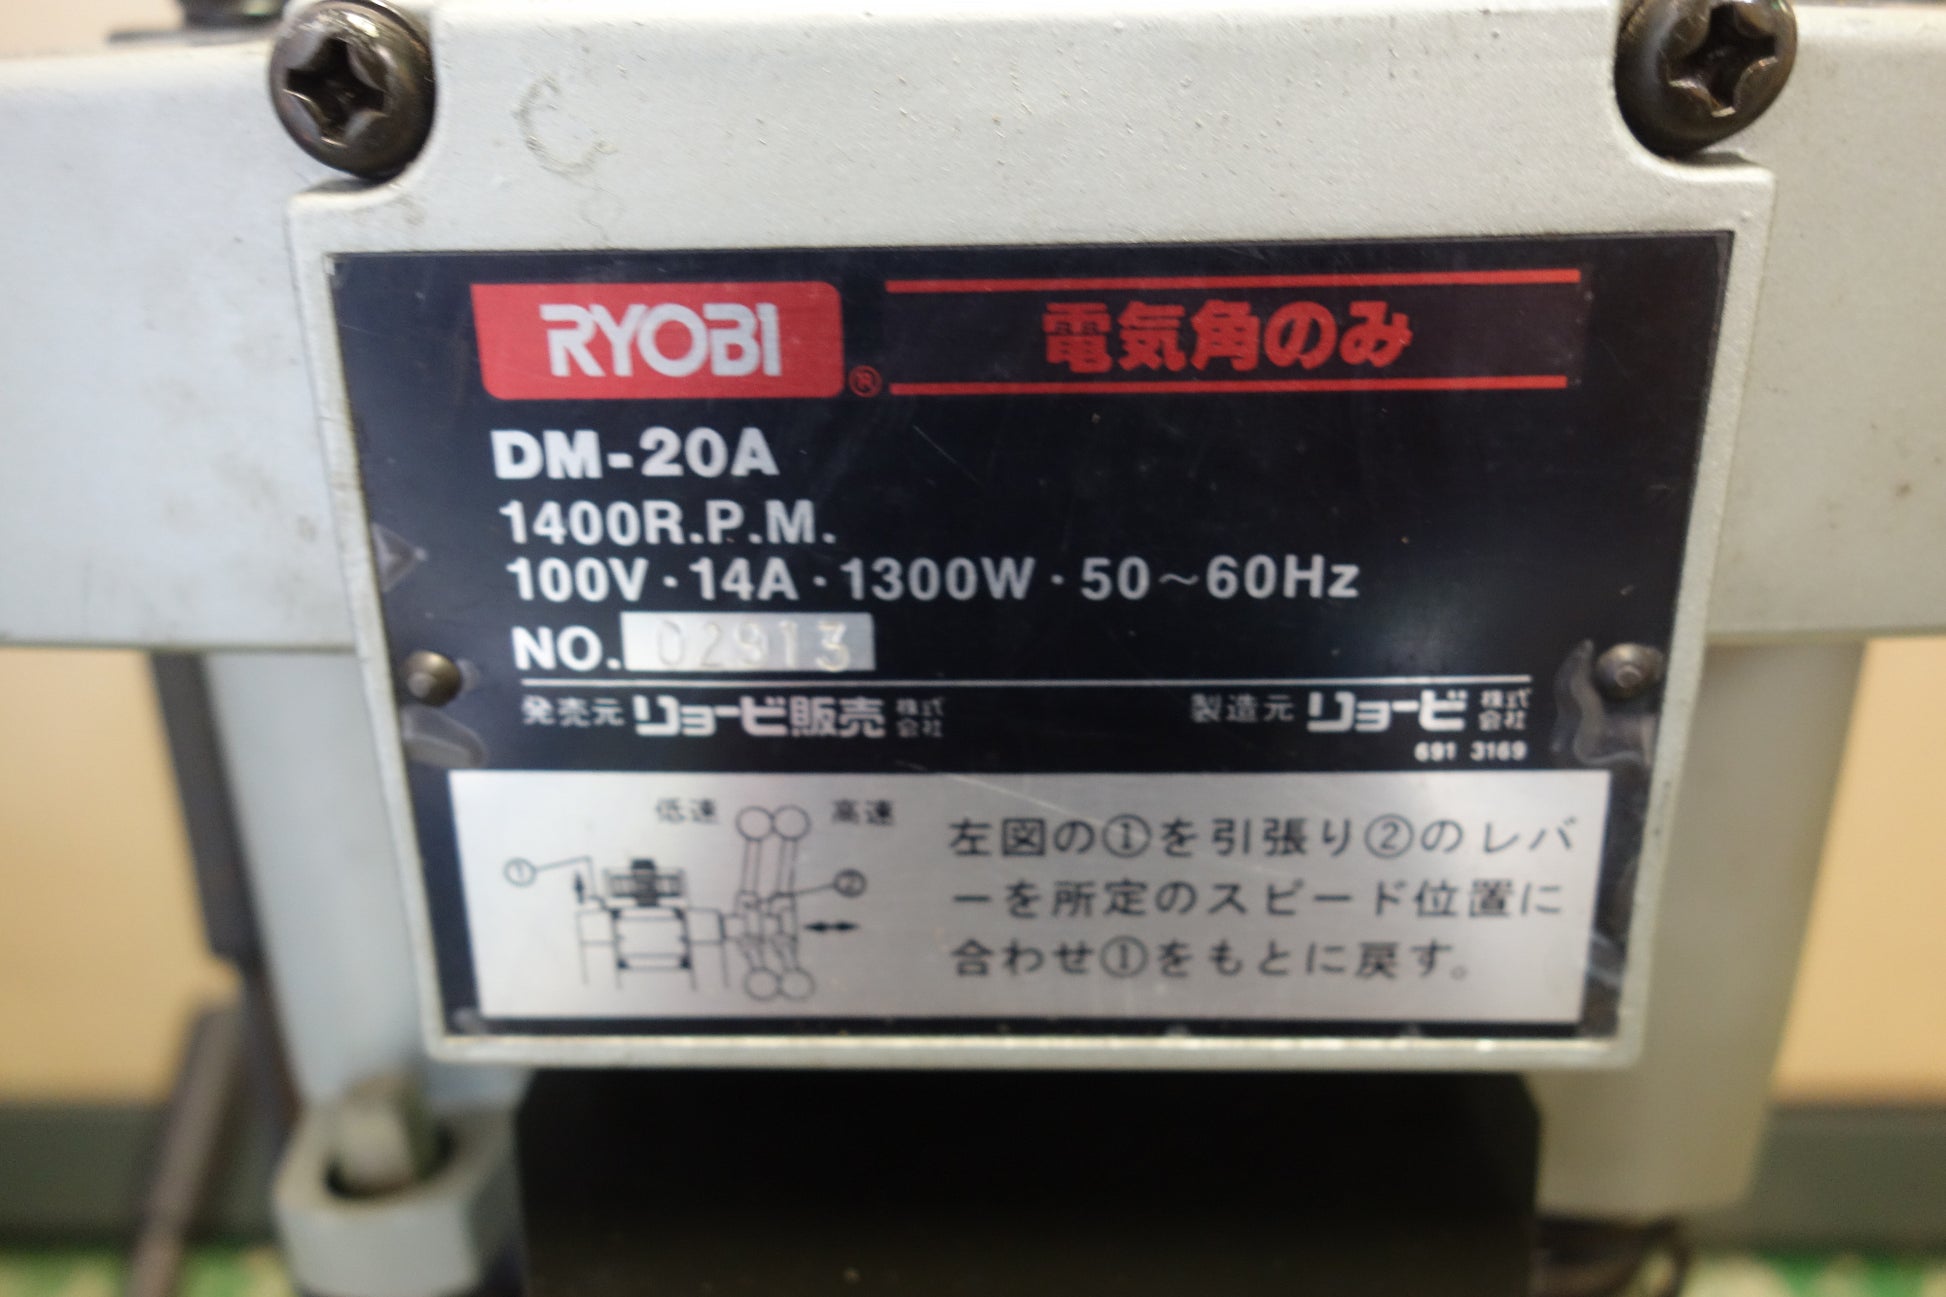 RYOBI ®
電気角のみ
DM-20A
1400R.P.M.
100V・14A・1300W・50～60Hz
NO. 02913
発売元 リョービ販売 株式会社
製造元 リョービ 株式会社
691 3169
低速 高速
① ②
左図の①を引張り②のレバ
ーを所定のスピード位置に
合わせ①をもとに戻す。